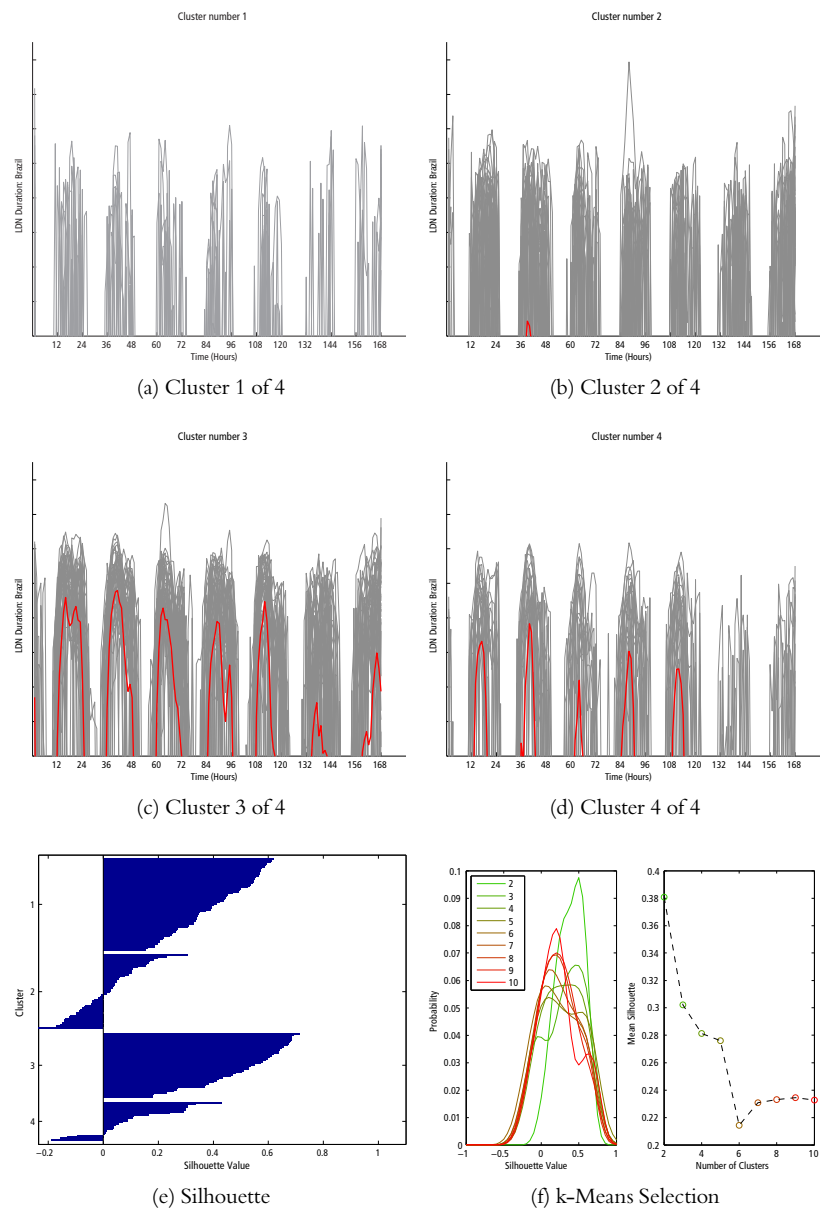 Cluster number 1
LDN Duration: Brazil
12 24 36 48 60 72 84 96 108 120 132 144 156 168
Time (Hours)
(a) Cluster 1 of 4
Cluster number 2
LDN Duration: Brazil
12 24 36 48 60 72 84 96 108 120 132 144 156 168
Time (Hours)
(b) Cluster 2 of 4
Cluster number 3
LDN Duration: Brazil
12 24 36 48 60 72 84 96 108 120 132 144 156 168
Time (Hours)
(c) Cluster 3 of 4
Cluster number 4
LDN Duration: Brazil
12 24 36 48 60 72 84 96 108 120 132 144 156 168
Time (Hours)
(d) Cluster 4 of 4
Cluster
1
2
3
4
−0.2 0 0.2 0.4 0.6 0.8 1
Silhouette Value
(e) Silhouette
Probability
0.1
0.09
0.08
0.07
0.06
0.05
0.04
0.03
0.02
0.01
0
2
3
4
5
6
7
8
9
10
−1 −0.5 0 0.5 1
Silhouette Value
Mean Silhouette
0.4
0.38
0.36
0.34
0.32
0.3
0.28
0.26
0.24
0.22
0.2
2 4 6 8 10
Number of Clusters
(f) k-Means Selection